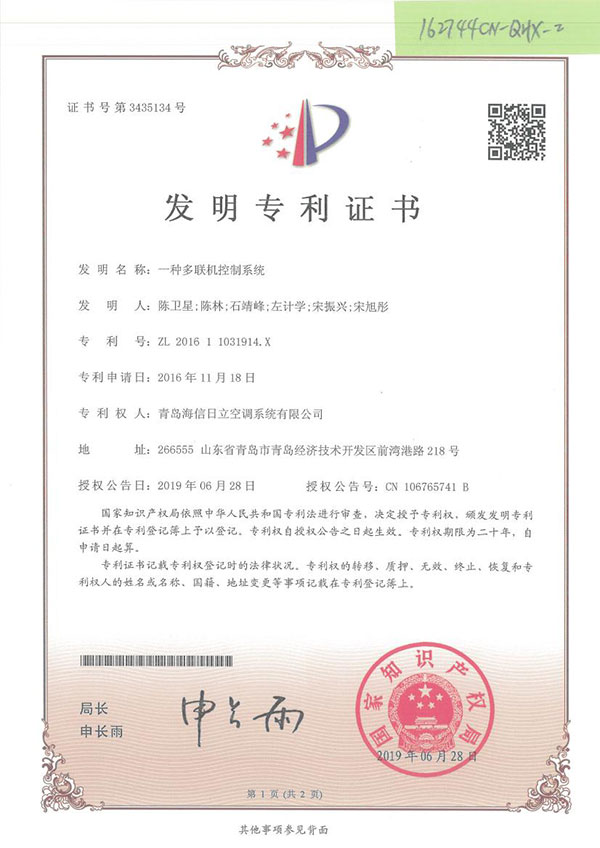 162744CN-QHX-2
证书号第3435134号
发明专利证书
发明名称：一种多联机控制系统
发明人：陈卫星;陈林;石靖峰;左计学;宋振兴;宋旭彤
专利号：ZL 2016 1 1031914.X
专利申请日：2016年11月18日
专利权人：青岛海信日立空调系统有限公司
地址：266555 山东省青岛市青岛经济技术开发区前湾港路218号
授权公告日：2019年06月28日 授权公告号：CN 106765741 B
国家知识产权局依照中华人民共和国专利法进行审查，决定授予专利权，颁发发明专利
证书并在专利登记簿上予以登记。专利权自授权公告之日起生效。专利权期限为二十年，自
申请日起算。
专利证书记载专利权登记时的法律状况。专利权的转移、质押、无效、终止、恢复和专
利权人的姓名或名称、国籍、地址变更等事项记载在专利登记簿上。
局长
申长雨
申长雨
国家知识产权局
2019年06月28日
第1页(共2页)
其他事项参见背面